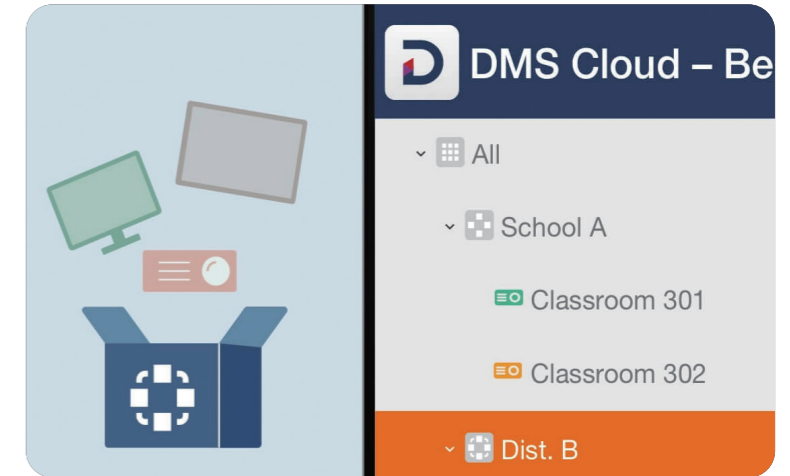 DMS Cloud – Be
All
School A
Classroom 301
Classroom 302
Dist. B